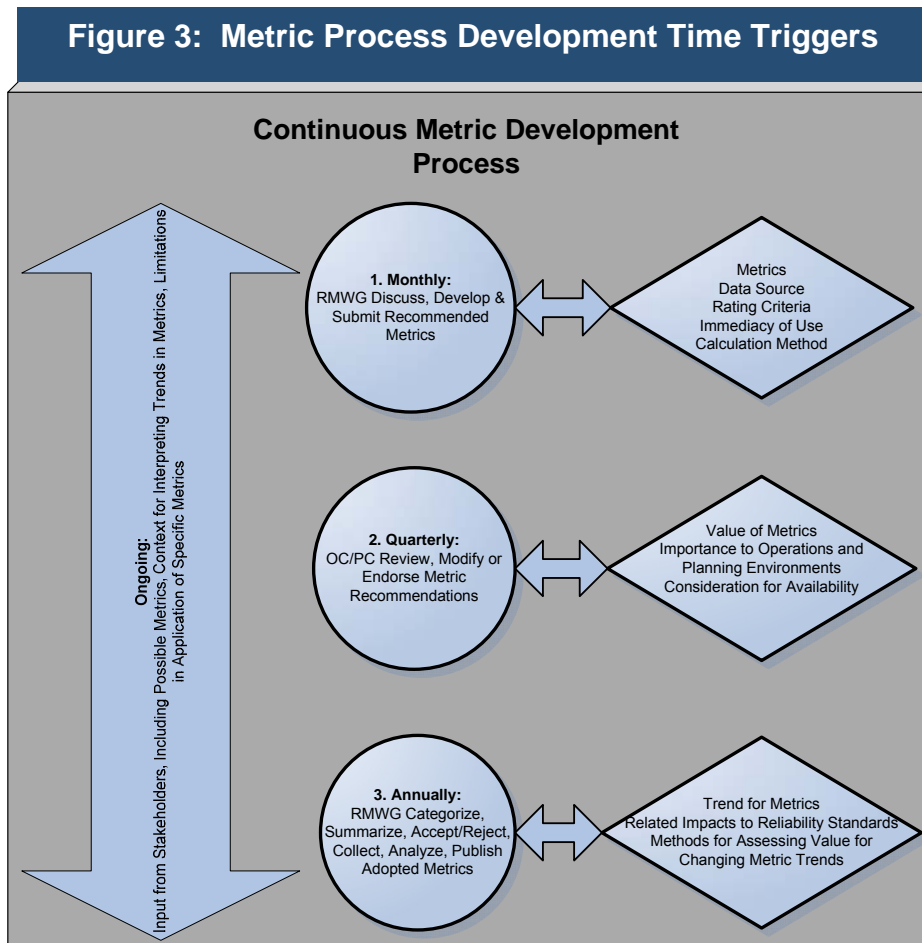 Figure 3:  Metric Process Development Time Triggers
Continuous Metric Development
Process
Ongoing:
Input from Stakeholders, Including Possible Metrics, Context for Interpreting Trends in Metrics, Limitations
in Application of Specific Metrics
1. Monthly:
RMWG Discuss, Develop &
Submit Recommended
Metrics
Metrics
Data Source
Rating Criteria
Immediacy of Use
Calculation Method
2. Quarterly:
OC/PC Review, Modify or
Endorse Metric
Recommendations
Value of Metrics
Importance to Operations and
Planning Environments
Consideration for Availability
3. Annually:
RMWG Categorize,
Summarize, Accept/Reject,
Collect, Analyze, Publish
Adopted Metrics
Trend for Metrics
Related Impacts to Reliability Standards
Methods for Assessing Value for
Changing Metric Trends